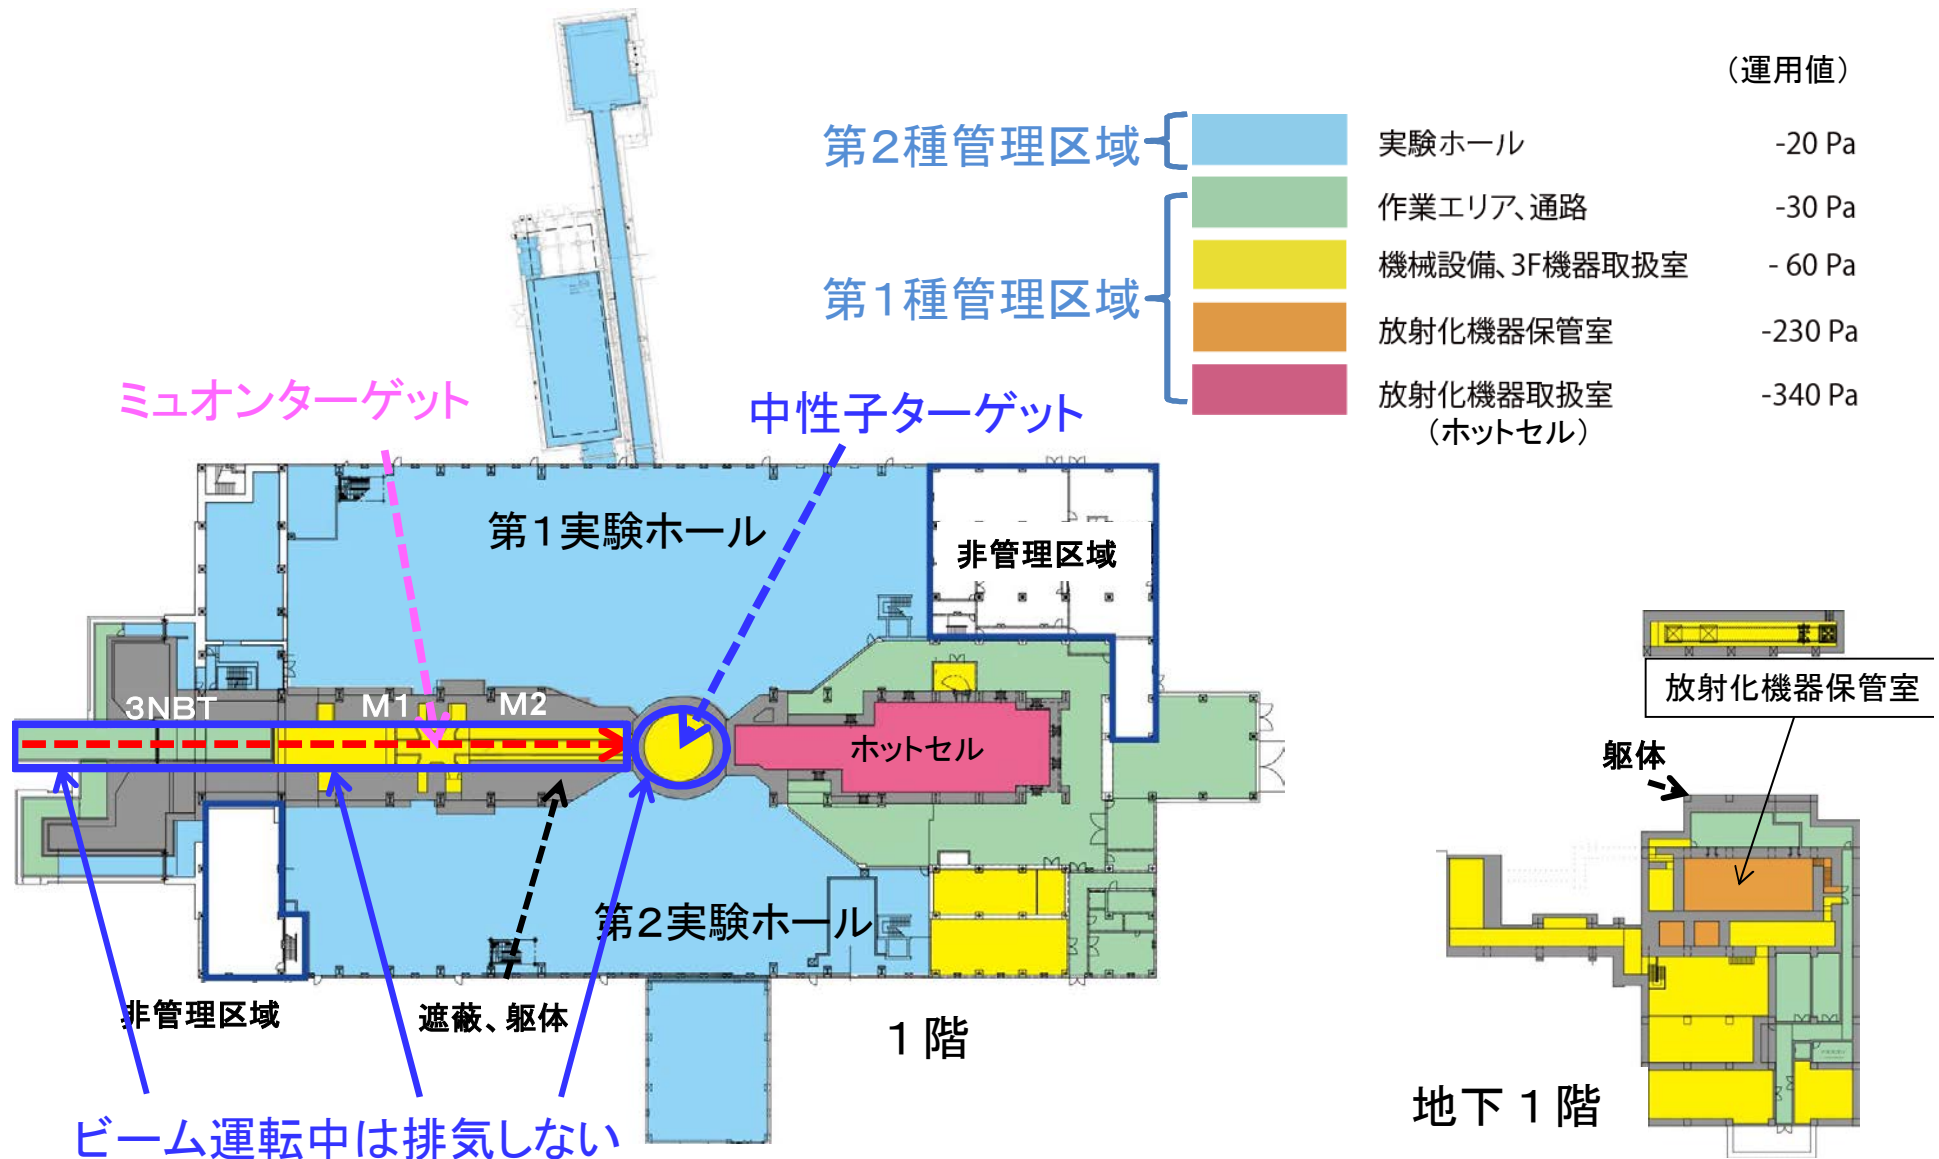 （運用値）
第２種管理区域
実験ホール
-20 Pa
作業エリア、通路
-30 Pa
第１種管理区域
機械設備、3F機器取扱室
- 60 Pa
放射化機器保管室
-230 Pa
放射化機器取扱室
-340 Pa
（ホットセル）
ミュオンターゲット
中性子ターゲット
第１実験ホール
非管理区域
3NBT
M1
M2
ホットセル
放射化機器保管室
躯体
第２実験ホール
非管理区域
遮蔽、躯体
１階
地下１階
ビーム運転中は排気しない